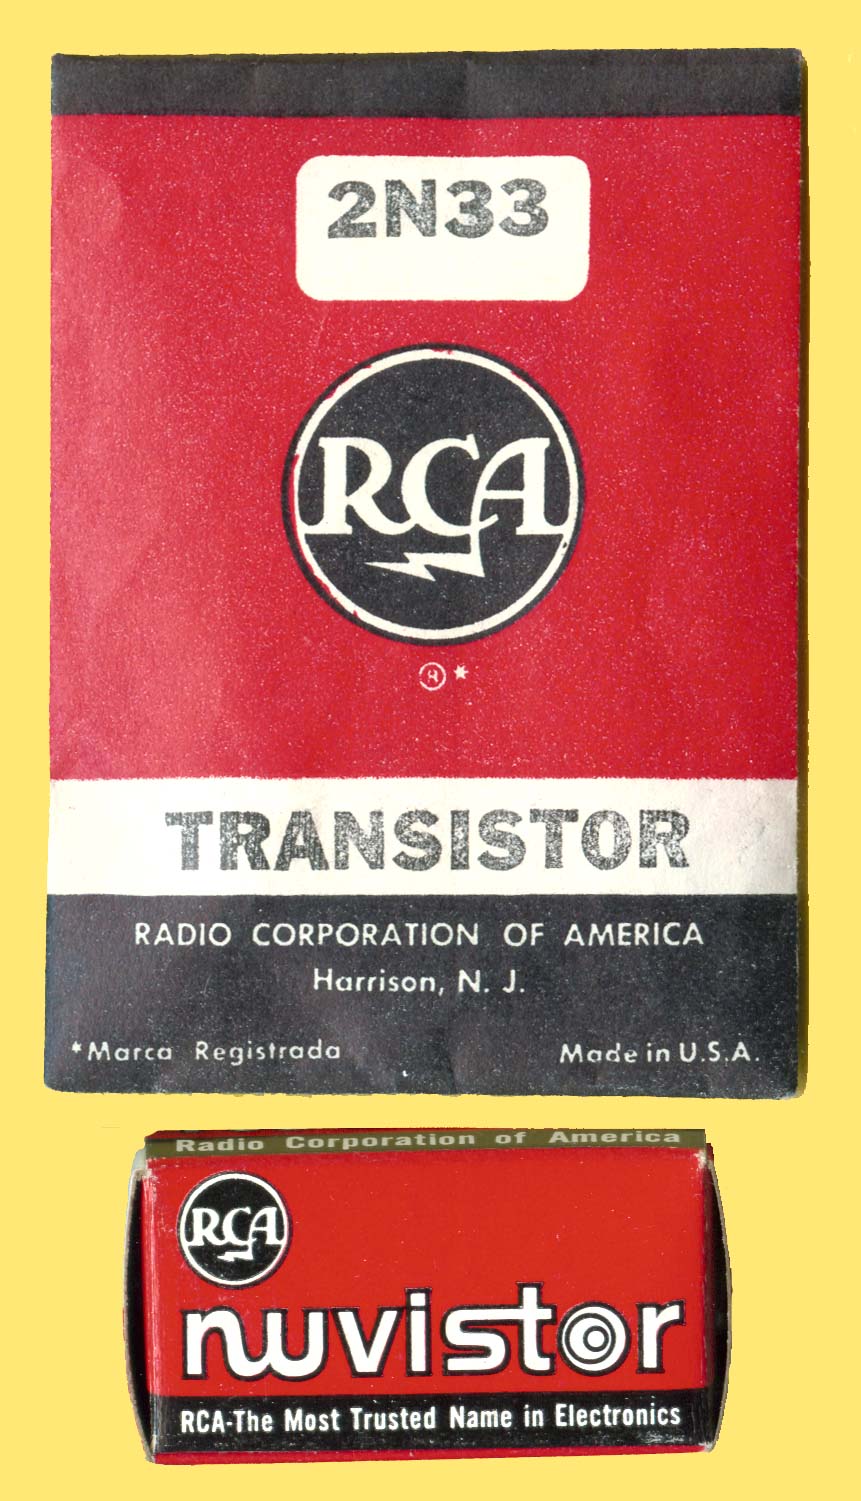 2N33
RCA
®*
TRANSISTOR
RADIO CORPORATION OF AMERICA
Harrison, N. J.
*Marca Registrada
Made in U.S.A.
Radio Corporation of America
RCA
nuvistor
RCA-The Most Trusted Name in Electronics